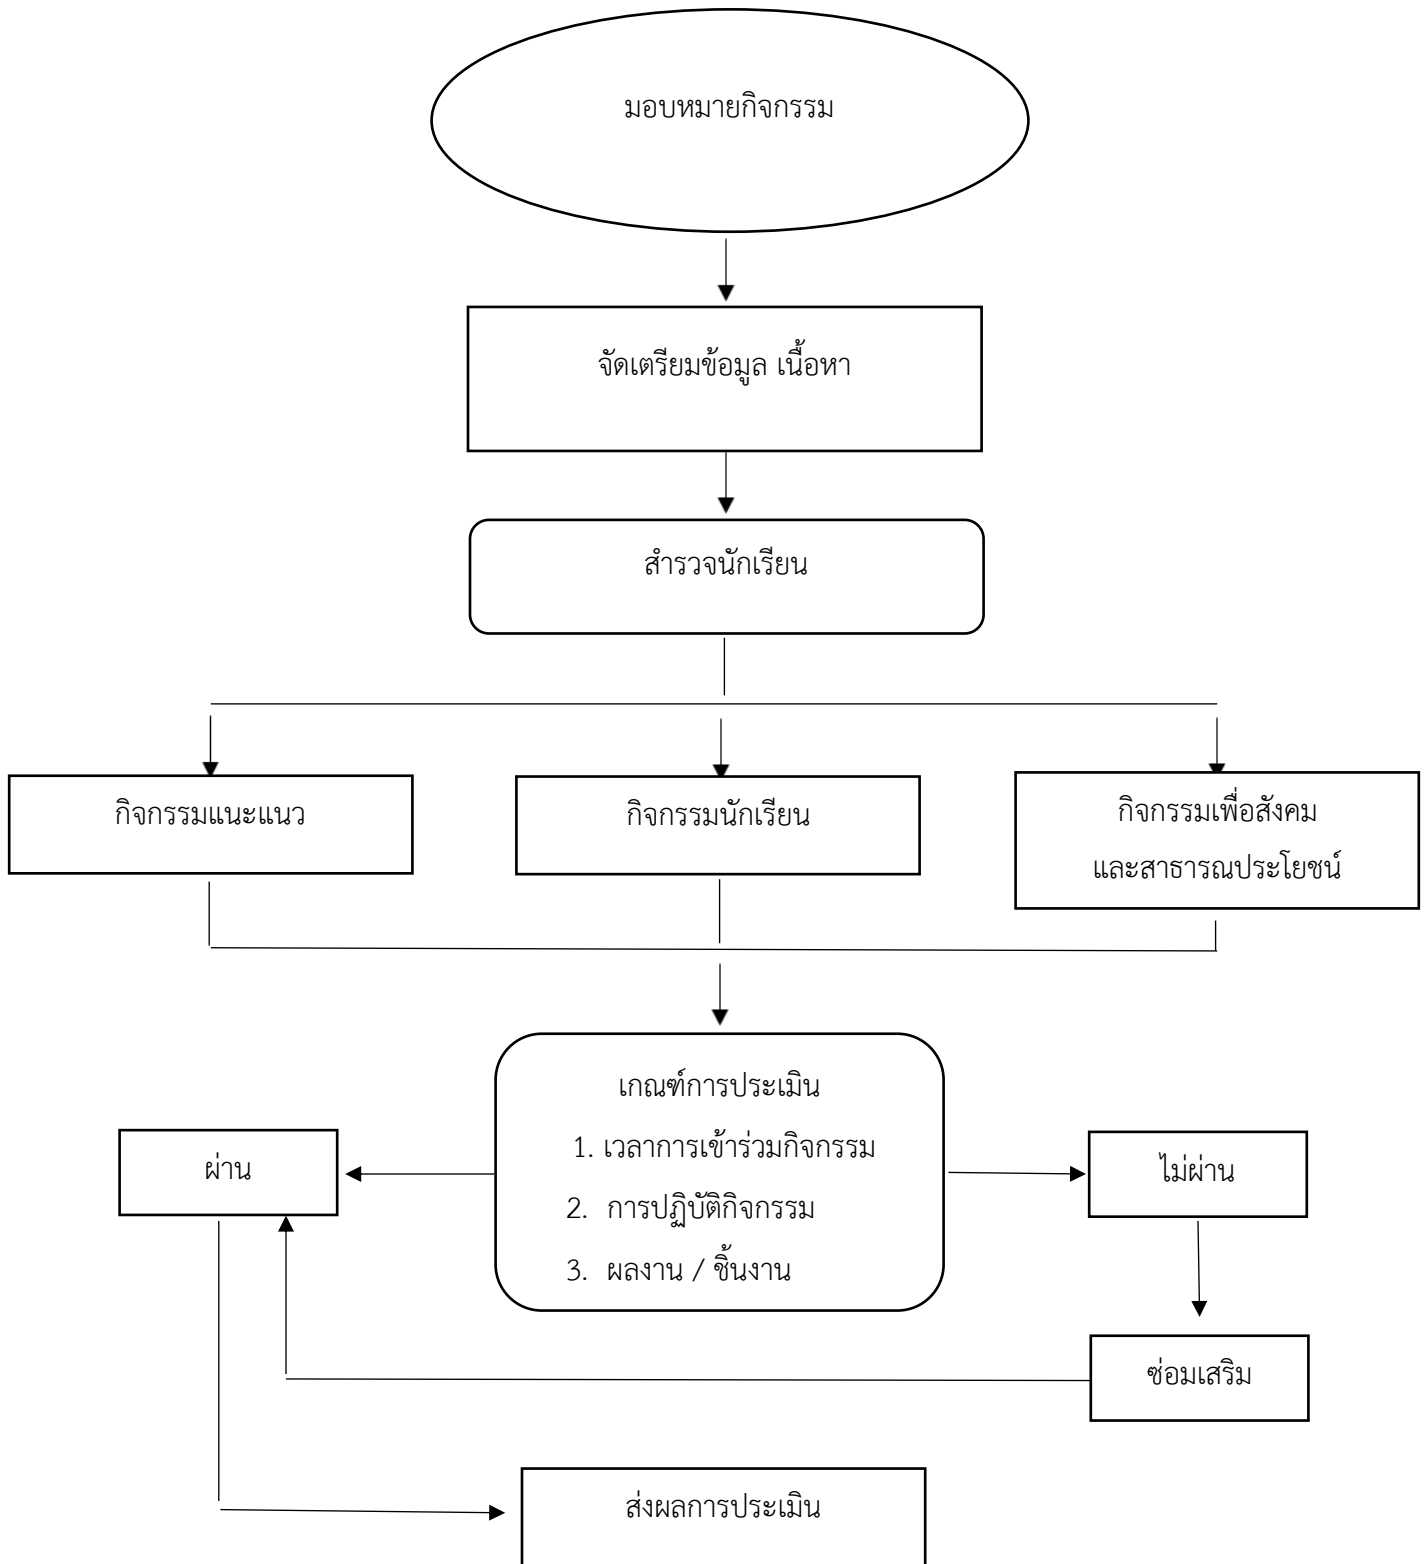 มอบหมายกิจกรรม
จัดเตรียมข้อมูล เนื้อหา
สำรวจนักเรียน
กิจกรรมแนะแนว
กิจกรรมนักเรียน
กิจกรรมเพื่อสังคม
และสาธารณประโยชน์
เกณฑ์การประเมิน
1. เวลาการเข้าร่วมกิจกรรม
2. การปฏิบัติกิจกรรม
3. ผลงาน / ชิ้นงาน
ผ่าน
ไม่ผ่าน
ซ่อมเสริม
ส่งผลการประเมิน